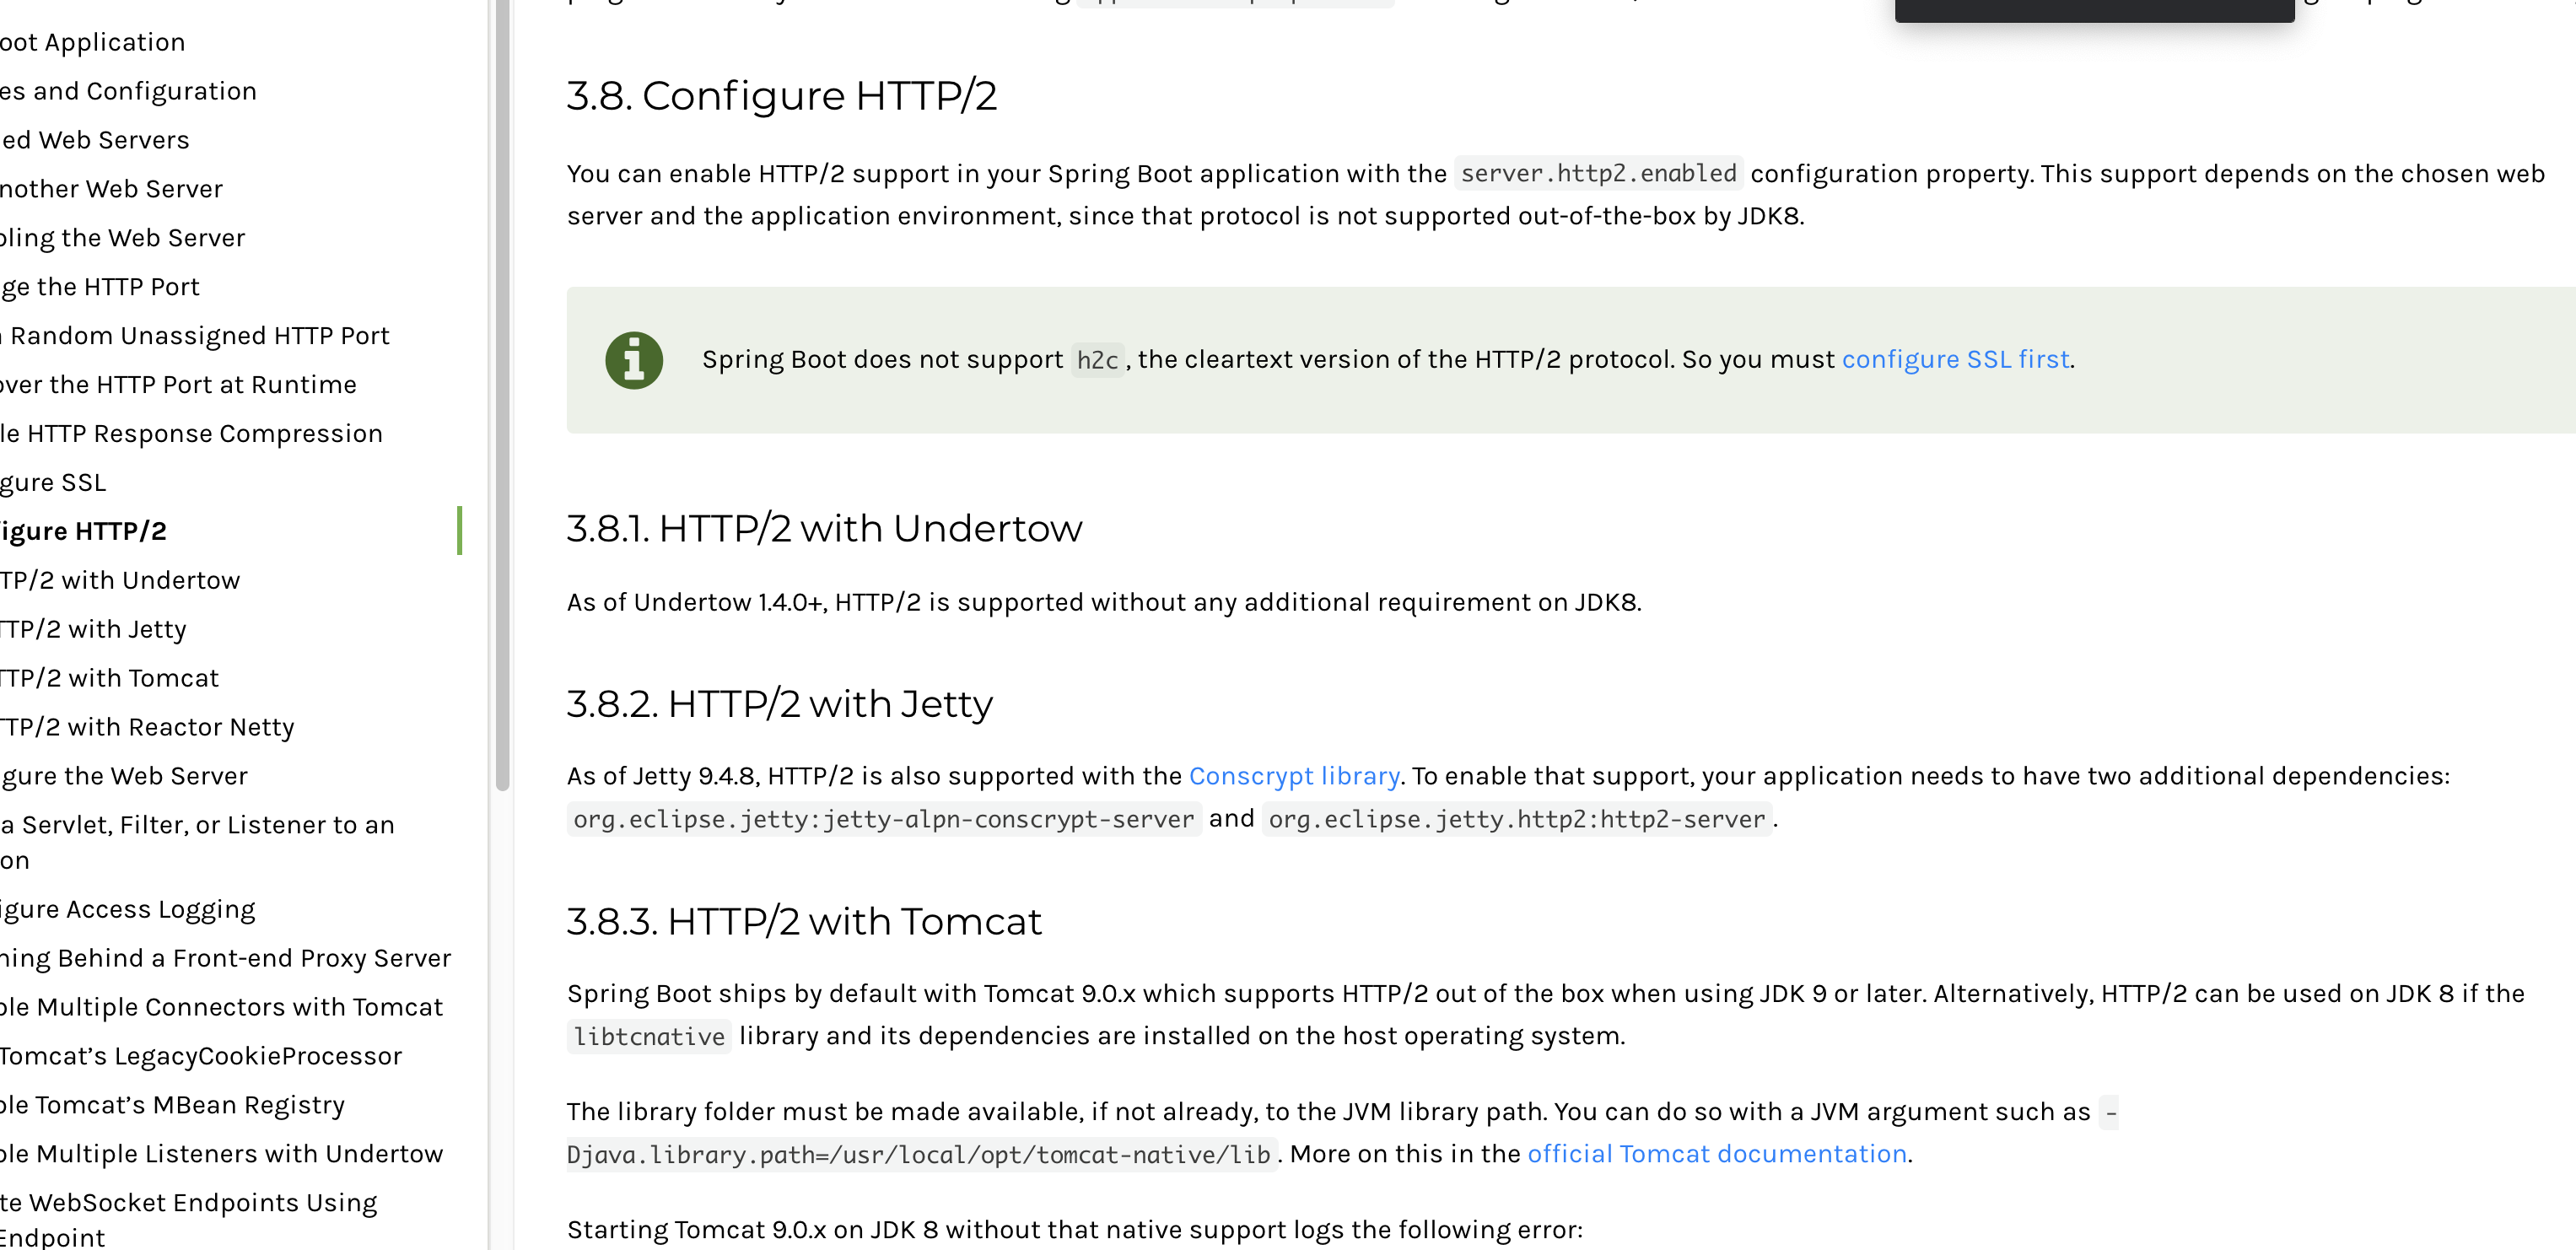 oot Application
es and Configuration
ed Web Servers
nother Web Server
oling the Web Server
ge the HTTP Port
Random Unassigned HTTP Port
over the HTTP Port at Runtime
le HTTP Response Compression
gure SSL
igure HTTP/2
TP/2 with Undertow
TTP/2 with Jetty
TTP/2 with Tomcat
TTP/2 with Reactor Netty
gure the Web Server
a Servlet, Filter, or Listener to an
on
igure Access Logging
ning Behind a Front-end Proxy Server
ble Multiple Connectors with Tomcat
Tomcat’s LegacyCookieProcessor
ble Tomcat’s MBean Registry
ble Multiple Listeners with Undertow
te WebSocket Endpoints Using
Endpoint
3.8. Configure HTTP/2
You can enable HTTP/2 support in your Spring Boot application with the server.http2.enabled configuration property. This support depends on the chosen web
server and the application environment, since that protocol is not supported out-of-the-box by JDK8.
Spring Boot does not support h2c, the cleartext version of the HTTP/2 protocol. So you must configure SSL first.
3.8.1. HTTP/2 with Undertow
As of Undertow 1.4.0+, HTTP/2 is supported without any additional requirement on JDK8.
3.8.2. HTTP/2 with Jetty
As of Jetty 9.4.8, HTTP/2 is also supported with the Conscrypt library. To enable that support, your application needs to have two additional dependencies:
org.eclipse.jetty:jetty-alpn-conscrypt-server and org.eclipse.jetty.http2:http2-server.
3.8.3. HTTP/2 with Tomcat
Spring Boot ships by default with Tomcat 9.0.x which supports HTTP/2 out of the box when using JDK 9 or later. Alternatively, HTTP/2 can be used on JDK 8 if the
libtcnative library and its dependencies are installed on the host operating system.
The library folder must be made available, if not already, to the JVM library path. You can do so with a JVM argument such as -
Djava.library.path=/usr/local/opt/tomcat-native/lib. More on this in the official Tomcat documentation.
Starting Tomcat 9.0.x on JDK 8 without that native support logs the following error: